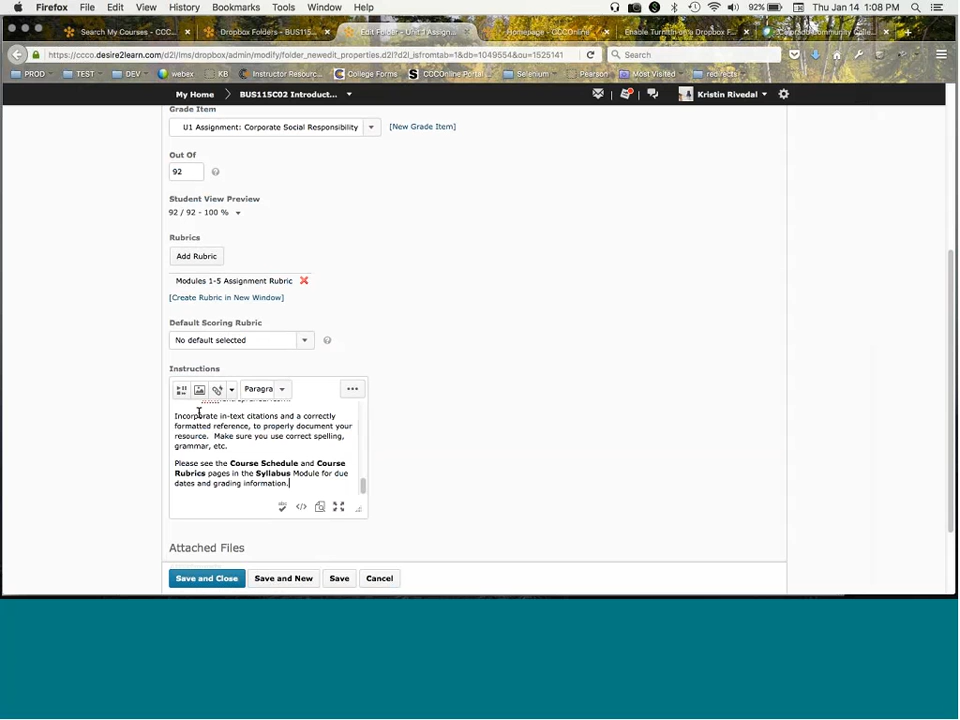 Firefox File Edit View History Bookmarks Tools Window Help 92% Thu Jan 14 1:08 PM
Search My Courses - CCC... Dropbox Folders - BUS115... Edit Folder - Unit 1 Assign... Homepage - CCCOnline Enable Turnitin on a Dropbox F... Colorado Community Colle...
https://ccco.desire2learn.com/d2l/lms/dropbox/admin/modify/folder_newedit_properties.d2l?d2l_isfromtab=1&db=1049554&ou=1525141 Search
PROD TEST DEV webex KB Instructor Resourc... College Forms CCCOnline Portal Selenium Pearson Most Visited redirects
My Home BUS115C02 Introduct... Kristin Rivedal
Grade Item
U1 Assignment: Corporate Social Responsibility [New Grade Item]
Out Of
92
Student View Preview
92 / 92 - 100 %
Rubrics
Add Rubric
Modules 1-5 Assignment Rubric
[Create Rubric in New Window]
Default Scoring Rubric
No default selected
Instructions
Paragra
Incorporate in-text citations and a correctly
formatted reference, to properly document your
resource. Make sure you use correct spelling,
grammar, etc.
Please see the Course Schedule and Course
Rubrics pages in the Syllabus Module for due
dates and grading information.
Attached Files
Save and Close Save and New Save Cancel